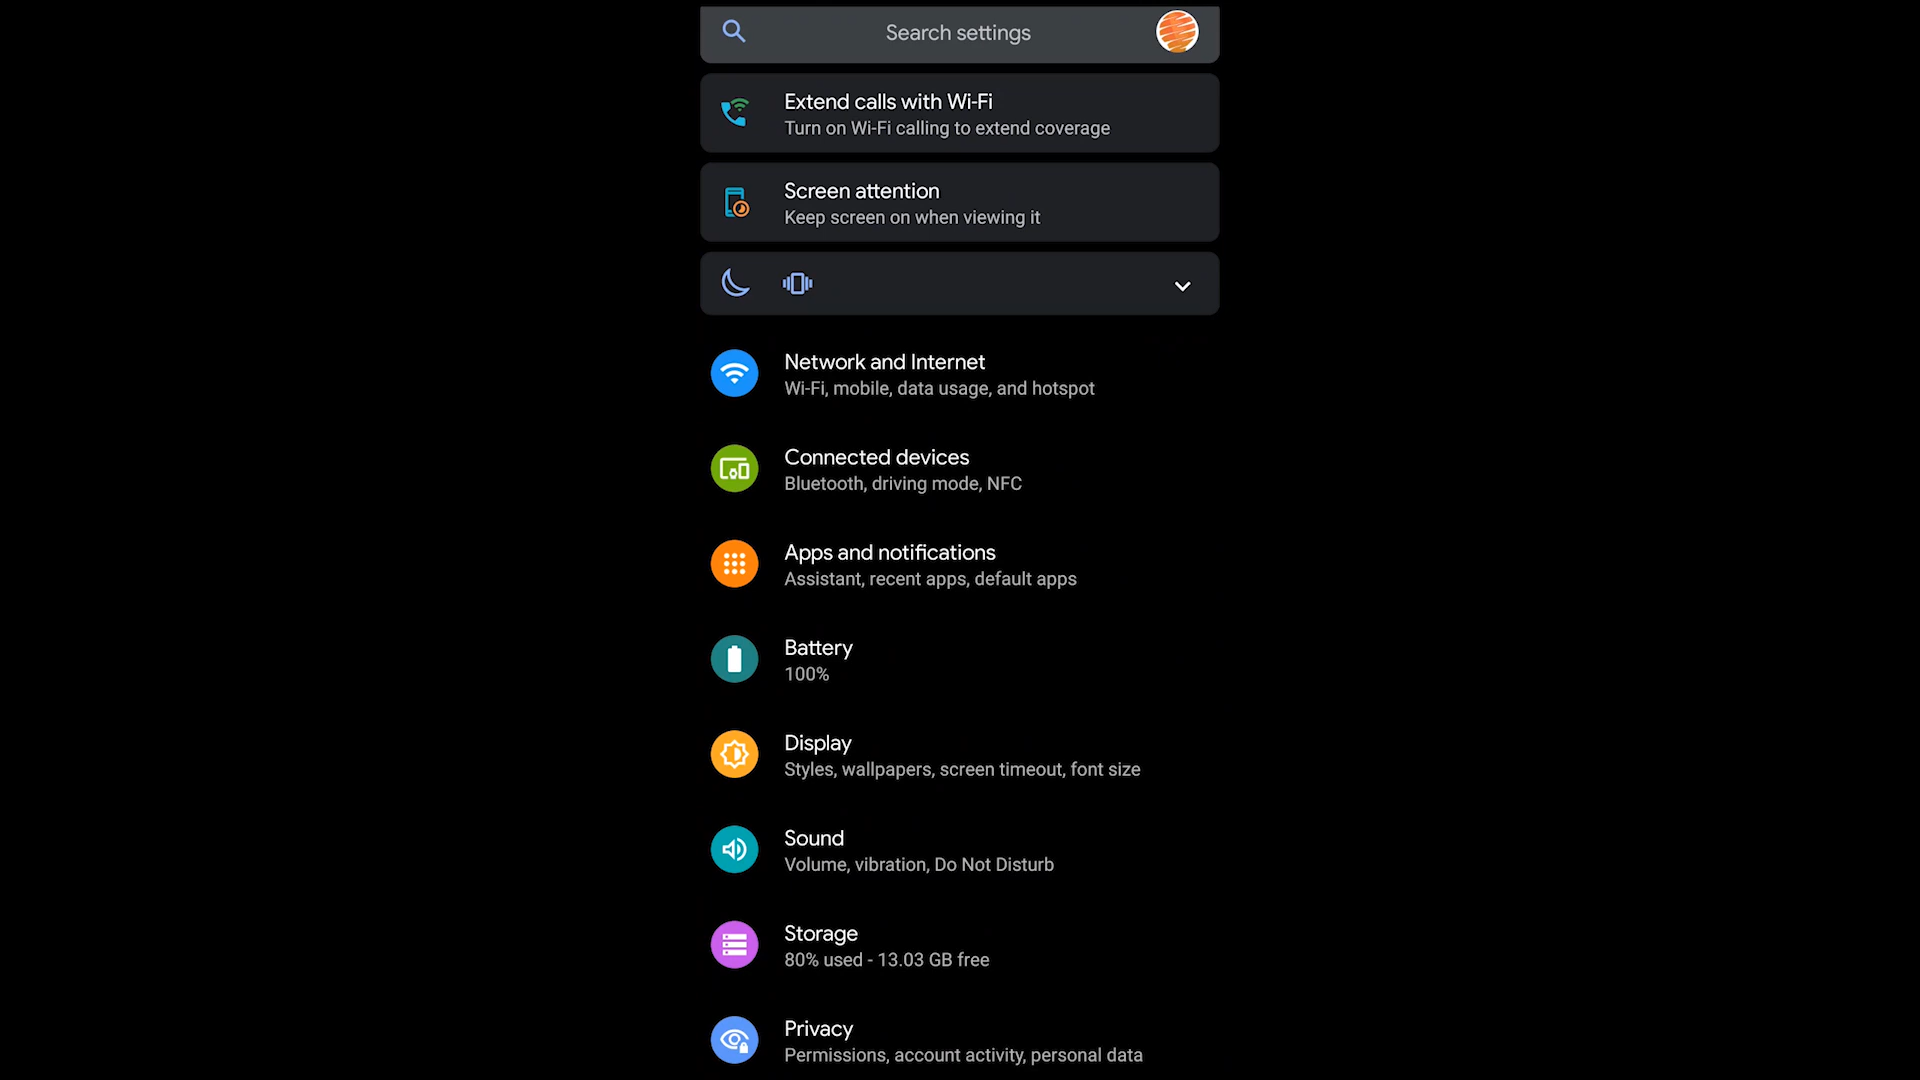 Search settings
Extend calls with Wi-Fi
Turn on Wi-Fi calling to extend coverage
Screen attention
Keep screen on when viewing it
Network and Internet
Wi-Fi, mobile, data usage, and hotspot
Connected devices
Bluetooth, driving mode, NFC
Apps and notifications
Assistant, recent apps, default apps
Battery
100%
Display
Styles, wallpapers, screen timeout, font size
Sound
Volume, vibration, Do Not Disturb
Storage
80% used - 13.03 GB free
Privacy
Permissions, account activity, personal data